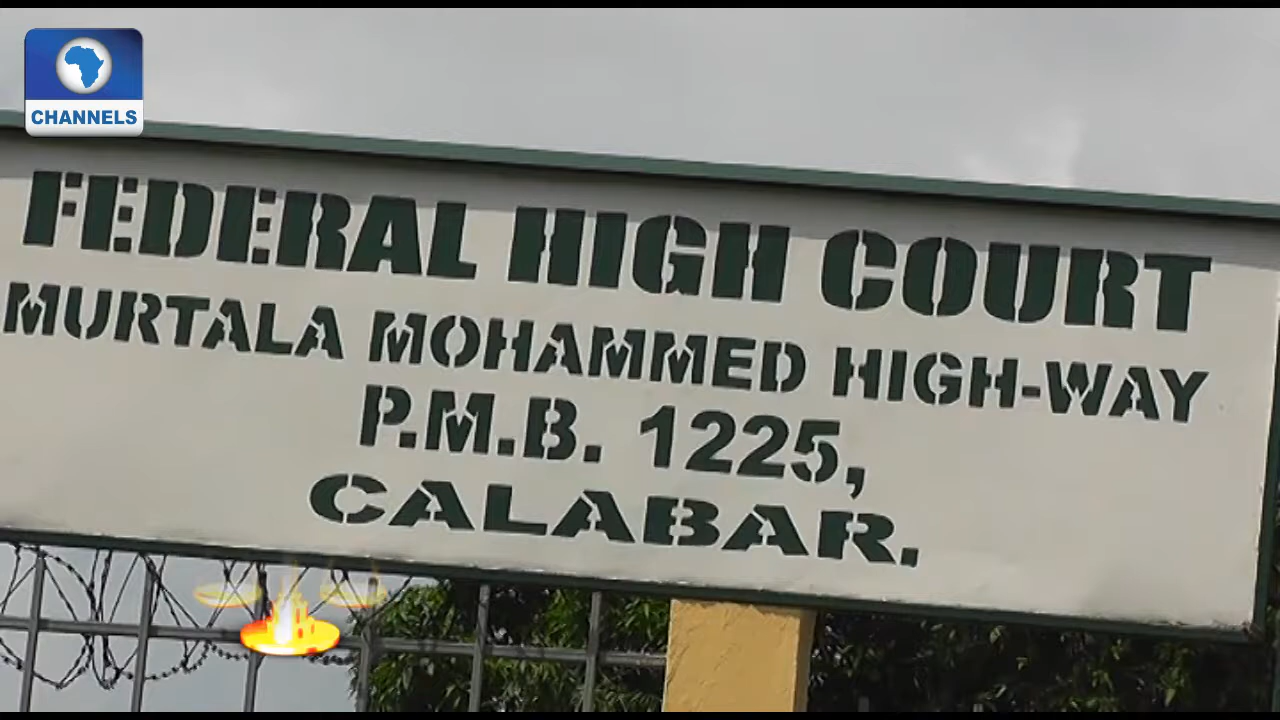 CHANNELS
FEDERAL HIGH COURT
MURTALA MOHAMMED HIGH-WAY
P.M.B. 1225,
CALABAR.